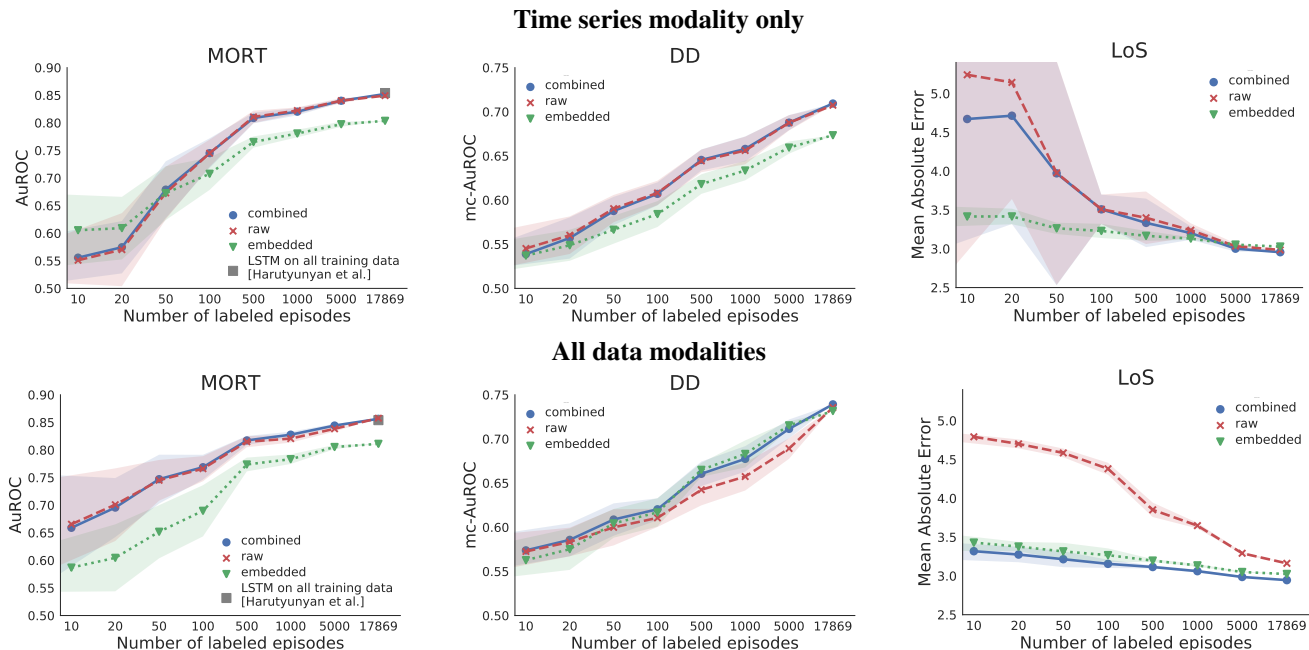 Time series modality only
MORT
AuROC
0.90
0.85
0.80
0.75
0.70
0.65
0.60
0.55
0.50
combined
raw
embedded
LSTM on all training data
[Harutyunyan et al.]
10 20 50 100 500 1000 5000 17869
Number of labeled episodes
DD
mc-AuROC
0.75
0.70
0.65
0.60
0.55
0.50
combined
raw
embedded
10 20 50 100 500 1000 5000 17869
Number of labeled episodes
LoS
Mean Absolute Error
5.0
4.5
4.0
3.5
3.0
2.5
combined
raw
embedded
10 20 50 100 500 1000 5000 17869
Number of labeled episodes
All data modalities
MORT
AuROC
0.90
0.85
0.80
0.75
0.70
0.65
0.60
0.55
0.50
combined
raw
embedded
LSTM on all training data
[Harutyunyan et al.]
10 20 50 100 500 1000 5000 17869
Number of labeled episodes
DD
mc-AuROC
0.75
0.70
0.65
0.60
0.55
0.50
combined
raw
embedded
10 20 50 100 500 1000 5000 17869
Number of labeled episodes
LoS
Mean Absolute Error
5.0
4.5
4.0
3.5
3.0
2.5
combined
raw
embedded
10 20 50 100 500 1000 5000 17869
Number of labeled episodes